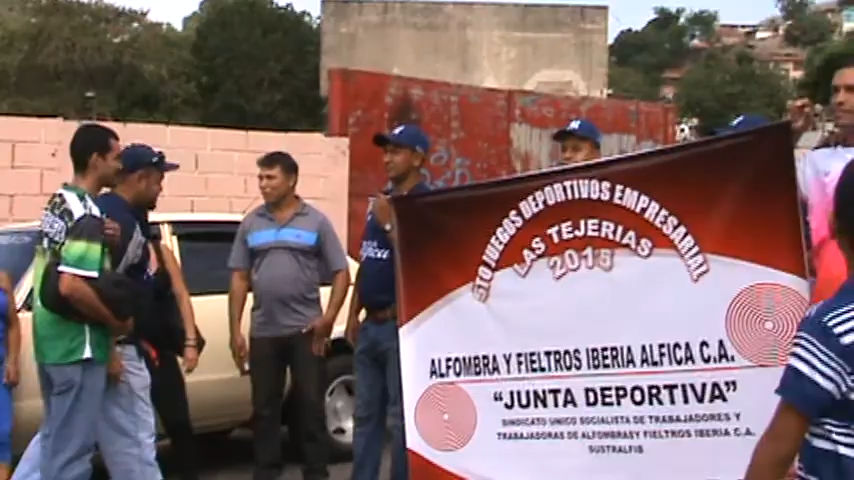 5TO JUEGOS DEPORTIVOS EMPRESARIAL
LAS TEJERIAS
2015
ALFOMBRA Y FIELTROS IBERIA ALFICA C.A.
“JUNTA DEPORTIVA”
SINDICATO UNICO SOCIALISTA DE TRABAJADORES Y
TRABAJADORAS DE ALFOMBRAS Y FIELTROS IBERIA C.A.
SUSTRALFIS